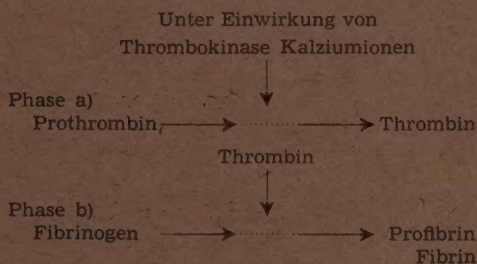 Unter Einwirkung von
Thrombokinase Kalziumionen
Phase a)
Prothrombin, Thrombin
Thrombin
Phase b)
Fibrinogen Profibrin
Fibrin